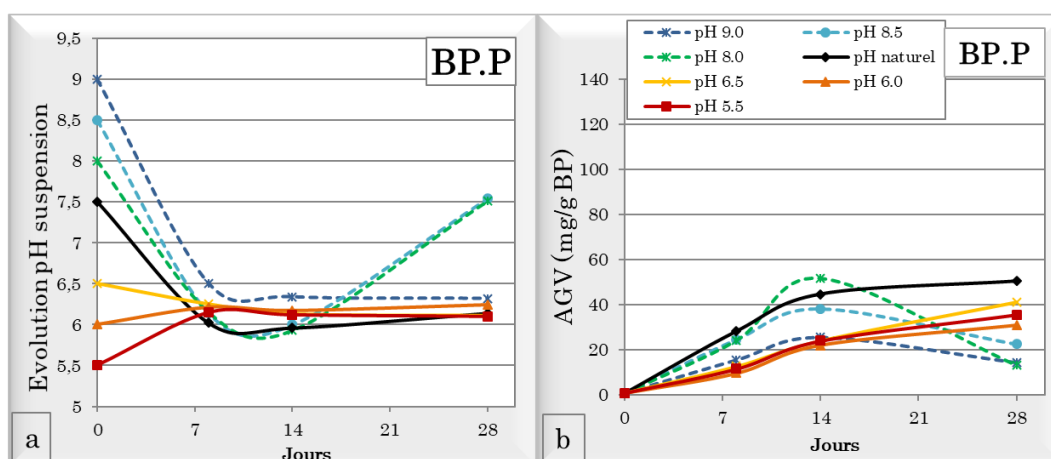 BP.P
Evolution pH suspension
9,5
9
8,5
8
7,5
7
6,5
6
5,5
5
0
7
14
21
28
Jours
a
pH 9.0
pH 8.5
pH 8.0
pH naturel
pH 6.5
pH 6.0
pH 5.5
BP.P
AGV (mg/g BP)
140
120
100
80
60
40
20
0
0
7
14
21
28
Jours
b